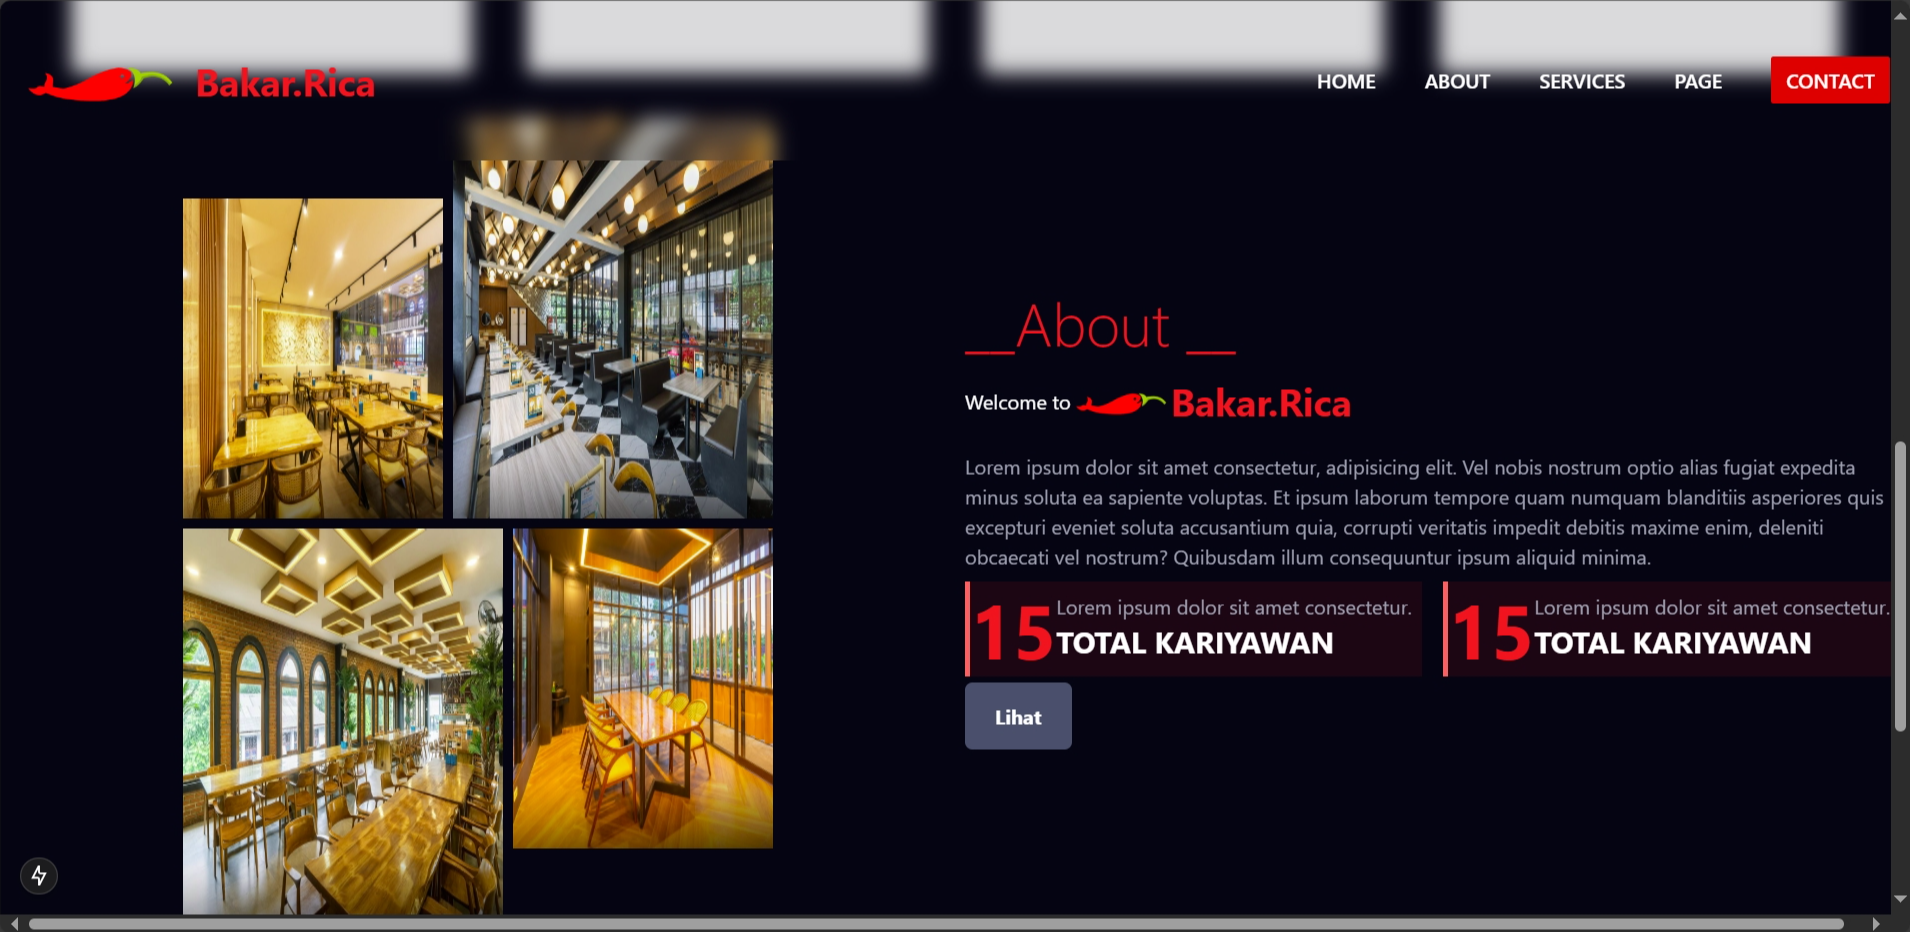 Bakar.Rica
HOME
ABOUT
SERVICES
PAGE
CONTACT
__About __
Welcome to Bakar.Rica
Lorem ipsum dolor sit amet consectetur, adipisicing elit. Vel nobis nostrum optio alias fugiat expedita
minus soluta ea sapiente voluptas. Et ipsum laborum tempore quam numquam blanditiis asperiores quis
excepturi eveniet soluta accusantium quia, corrupti veritatis impedit debitis maxime enim, deleniti
obcaecati vel nostrum? Quibusdam illum consequuntur ipsum aliquid minima.
15
Lorem ipsum dolor sit amet consectetur.
TOTAL KARIYAWAN
15
Lorem ipsum dolor sit amet consectetur.
TOTAL KARIYAWAN
Lihat